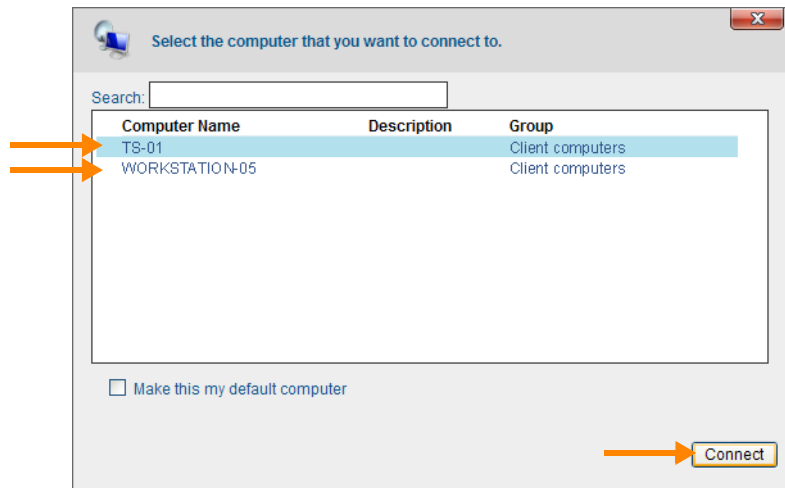 Select the computer that you want to connect to.
Search:
Computer Name Description Group
TS-01 Client computers
WORKSTATION-05 Client computers
Make this my default computer
Connect